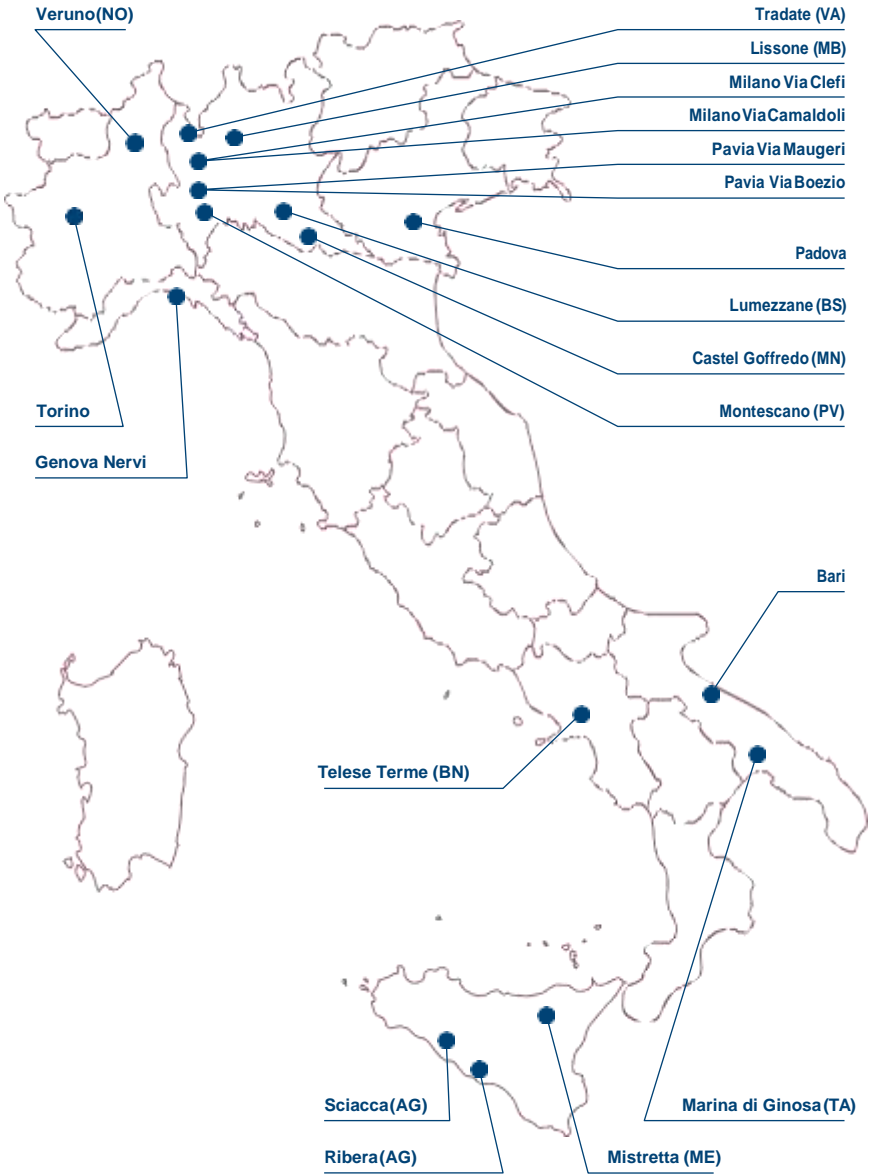 Veruno(NO)
Tradate (VA)
Lissone (MB)
Milano Via Clefi
Milano Via Camaldoli
Pavia Via Maugeri
Pavia Via Boezio
Padova
Lumezzane (BS)
Castel Goffredo (MN)
Torino
Montescano (PV)
Genova Nervi
Bari
Telese Terme (BN)
Sciacca (AG)
Marina di Ginosa (TA)
Ribera (AG)
Mistretta (ME)